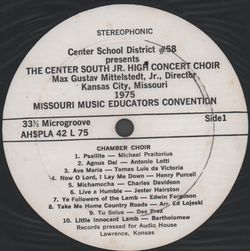 STEREOPHONIC
Center School District #58
presents
THE CENTER SOUTH JR. HIGH CONCERT CHOIR
Max Gustav Mittelstedt, Jr., Director
Kansas City, Missouri
1975
MISSOURI MUSIC EDUCATORS CONVENTION
33⅓ Microgroove
Side1
AHSPLA 42 L 75
CHAMBER CHOIR
1. Psallite — Michael Praitorius
2. Agnus Dei — Antonio Lotti
3. Ave Maria — Tomas Luis da Victoria
4. Now O Lord, I Lay Me Down — Henry Purcell
5. Michamocha — Charles Davidson
6. Live a Humble — Jester Hairston
7. Ye Followers of the Lamb — Edwin Ferguson
8. Take Me Home Country Roads — Arr. Ed Lojeski
9. Tu Solus — Des Prez
10. Little Innocent Lamb — Bartholomew
Records pressed for Audio House
Lawrence, Kansas